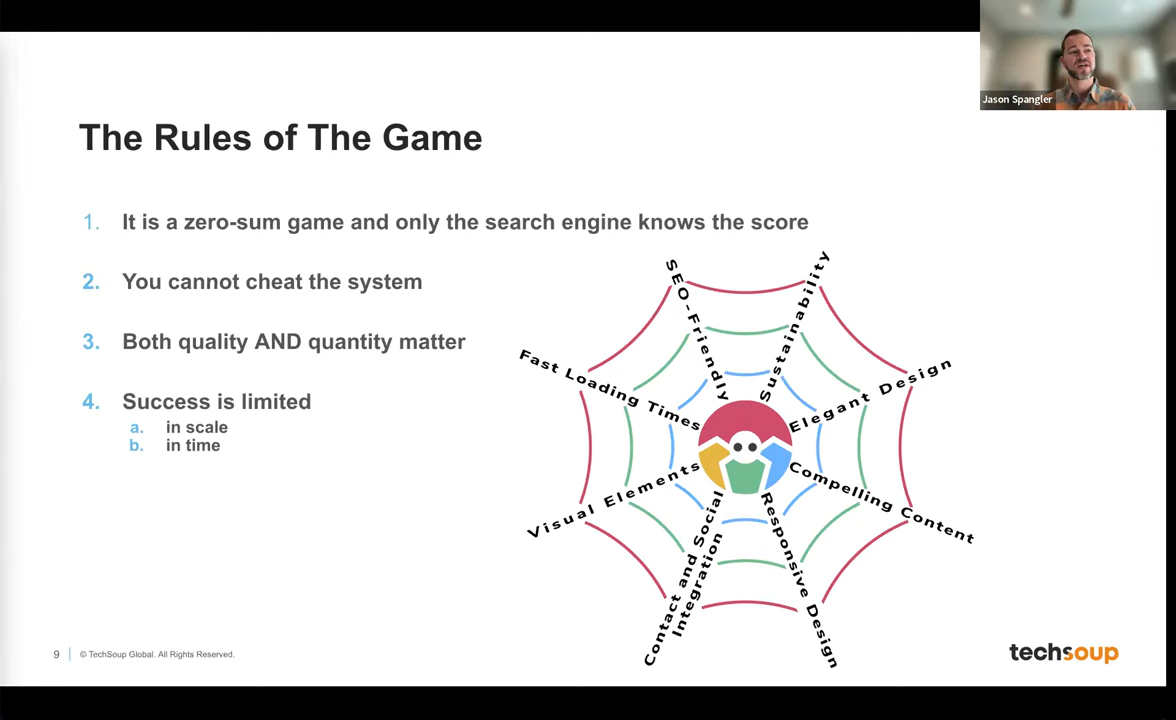 Jason Spangler
The Rules of The Game
1. It is a zero-sum game and only the search engine knows the score
2. You cannot cheat the system
3. Both quality AND quantity matter
4. Success is limited
a. in scale
b. in time
SEO-Friendly
Sustainability
Fast Loading Times
Elegant Design
Visual Elements
Compelling Content
Contact and Social
Integration
Responsive Design
9 © TechSoup Global. All Rights Reserved.
techsoup